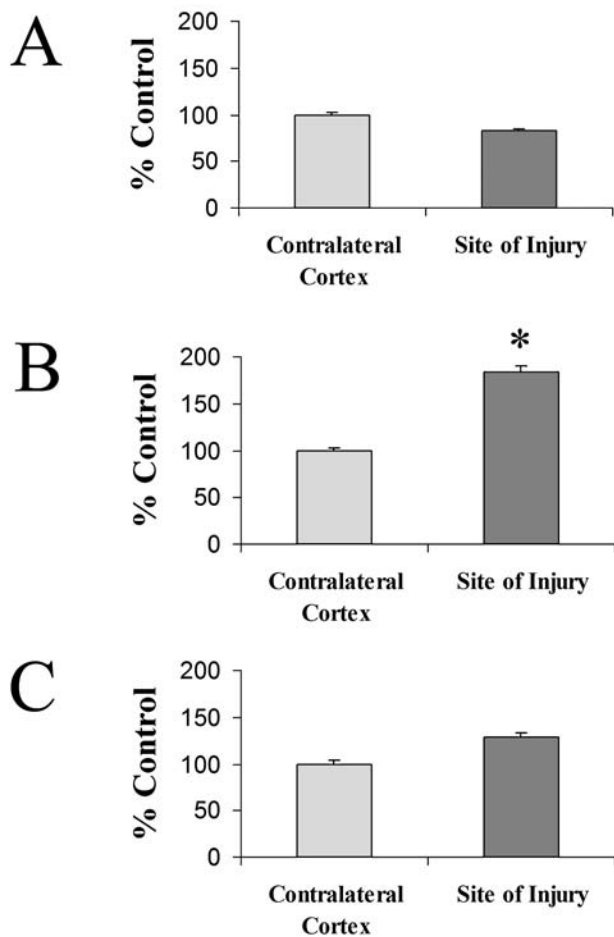 A
% Control
200
150
100
50
0
Contralateral
Cortex
Site of Injury
B
% Control
200
150
100
50
0
*
Contralateral
Cortex
Site of Injury
C
% Control
200
150
100
50
0
Contralateral
Cortex
Site of Injury